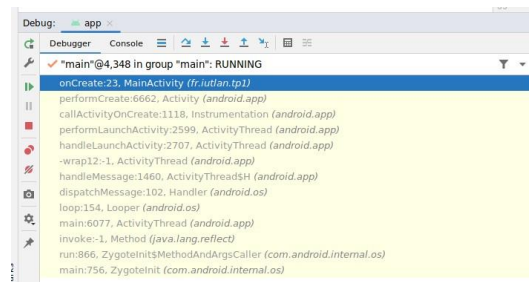 Debug: app ×
Debugger Console
"main"@4,348 in group "main": RUNNING
onCreate:23, MainActivity (fr.iutlan.tp1)
performCreate:6662, Activity (android.app)
callActivityOnCreate:1118, Instrumentation (android.app)
performLaunchActivity:2599, ActivityThread (android.app)
handleLaunchActivity:2707, ActivityThread (android.app)
-wrap12:-1, ActivityThread (android.app)
handleMessage:1460, ActivityThread$H (android.app)
dispatchMessage:102, Handler (android.os)
loop:154, Looper (android.os)
main:6077, ActivityThread (android.app)
invoke:-1, Method (java.lang.reflect)
run:866, ZygoteInit$MethodAndArgsCaller (com.android.internal.os)
main:756, ZygoteInit (com.android.internal.os)